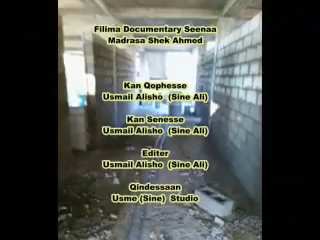 Filima Documentary Seenaa
Madrasa Shek Ahmed
Kan Qophesse
Usmail Alisho (Sine Ali)
Kan Senesse
Usmail Alisho (Sine Ali)
Editer
Usmail Alisho (Sine Ali)
Qindessaan
Usme (Sine) Studio